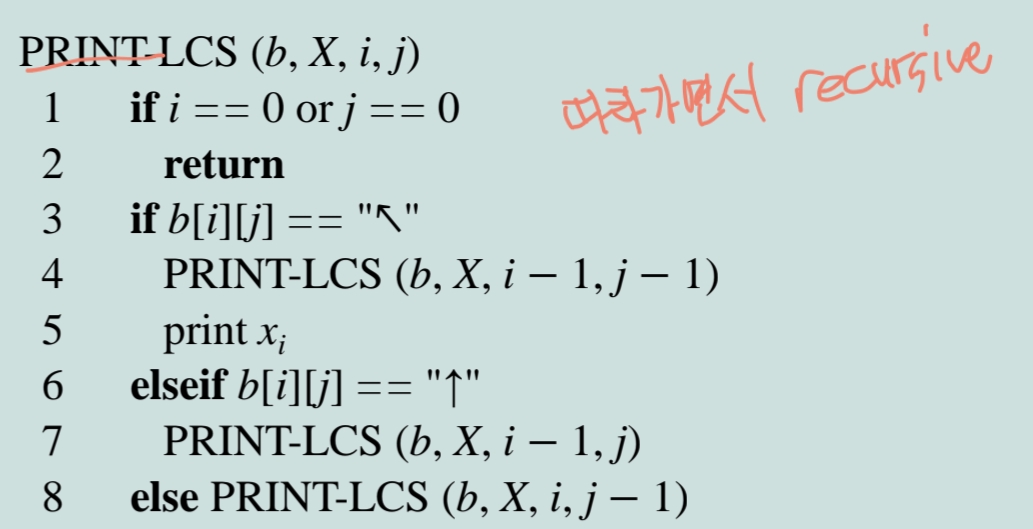 PRINT-LCS (b, X, i, j)
따라가면서 recursive
1 if i == 0 or j == 0
2 return
3 if b[i][j] == "↖"
4 PRINT-LCS (b, X, i − 1, j − 1)
5 print xᵢ
6 elseif b[i][j] == "↑"
7 PRINT-LCS (b, X, i − 1, j)
8 else PRINT-LCS (b, X, i, j − 1)